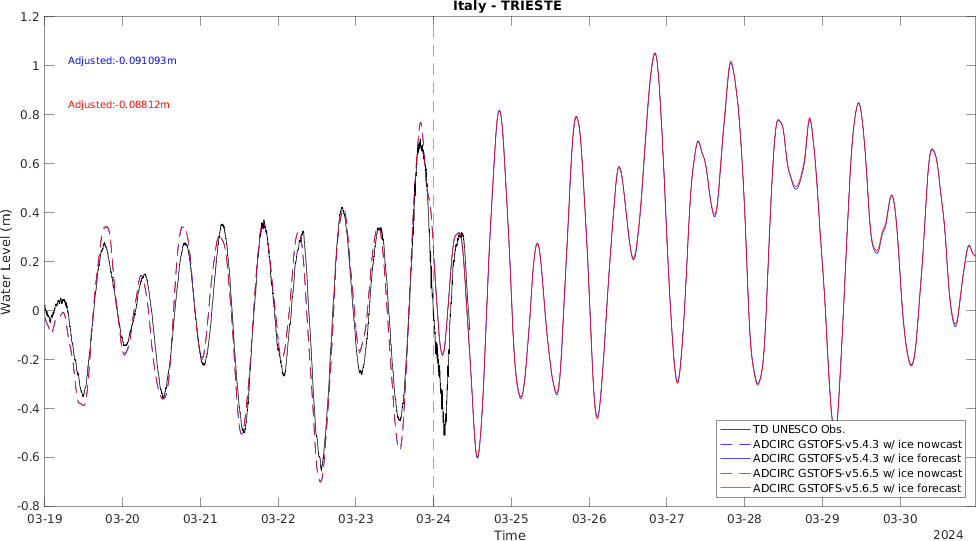 Italy - TRIESTE
1.2
1
0.8
0.6
0.4
0.2
0
-0.2
-0.4
-0.6
-0.8
Water Level (m)
Adjusted:-0.091093m
Adjusted:-0.08812m
TD UNESCO Obs.
ADCIRC GSTOFS-v5.4.3 w/ ice nowcast
ADCIRC GSTOFS-v5.4.3 w/ ice forecast
ADCIRC GSTOFS-v5.6.5 w/ ice nowcast
ADCIRC GSTOFS-v5.6.5 w/ ice forecast
03-19 03-20 03-21 03-22 03-23 03-24 03-25 03-26 03-27 03-28 03-29 03-30
Time
2024